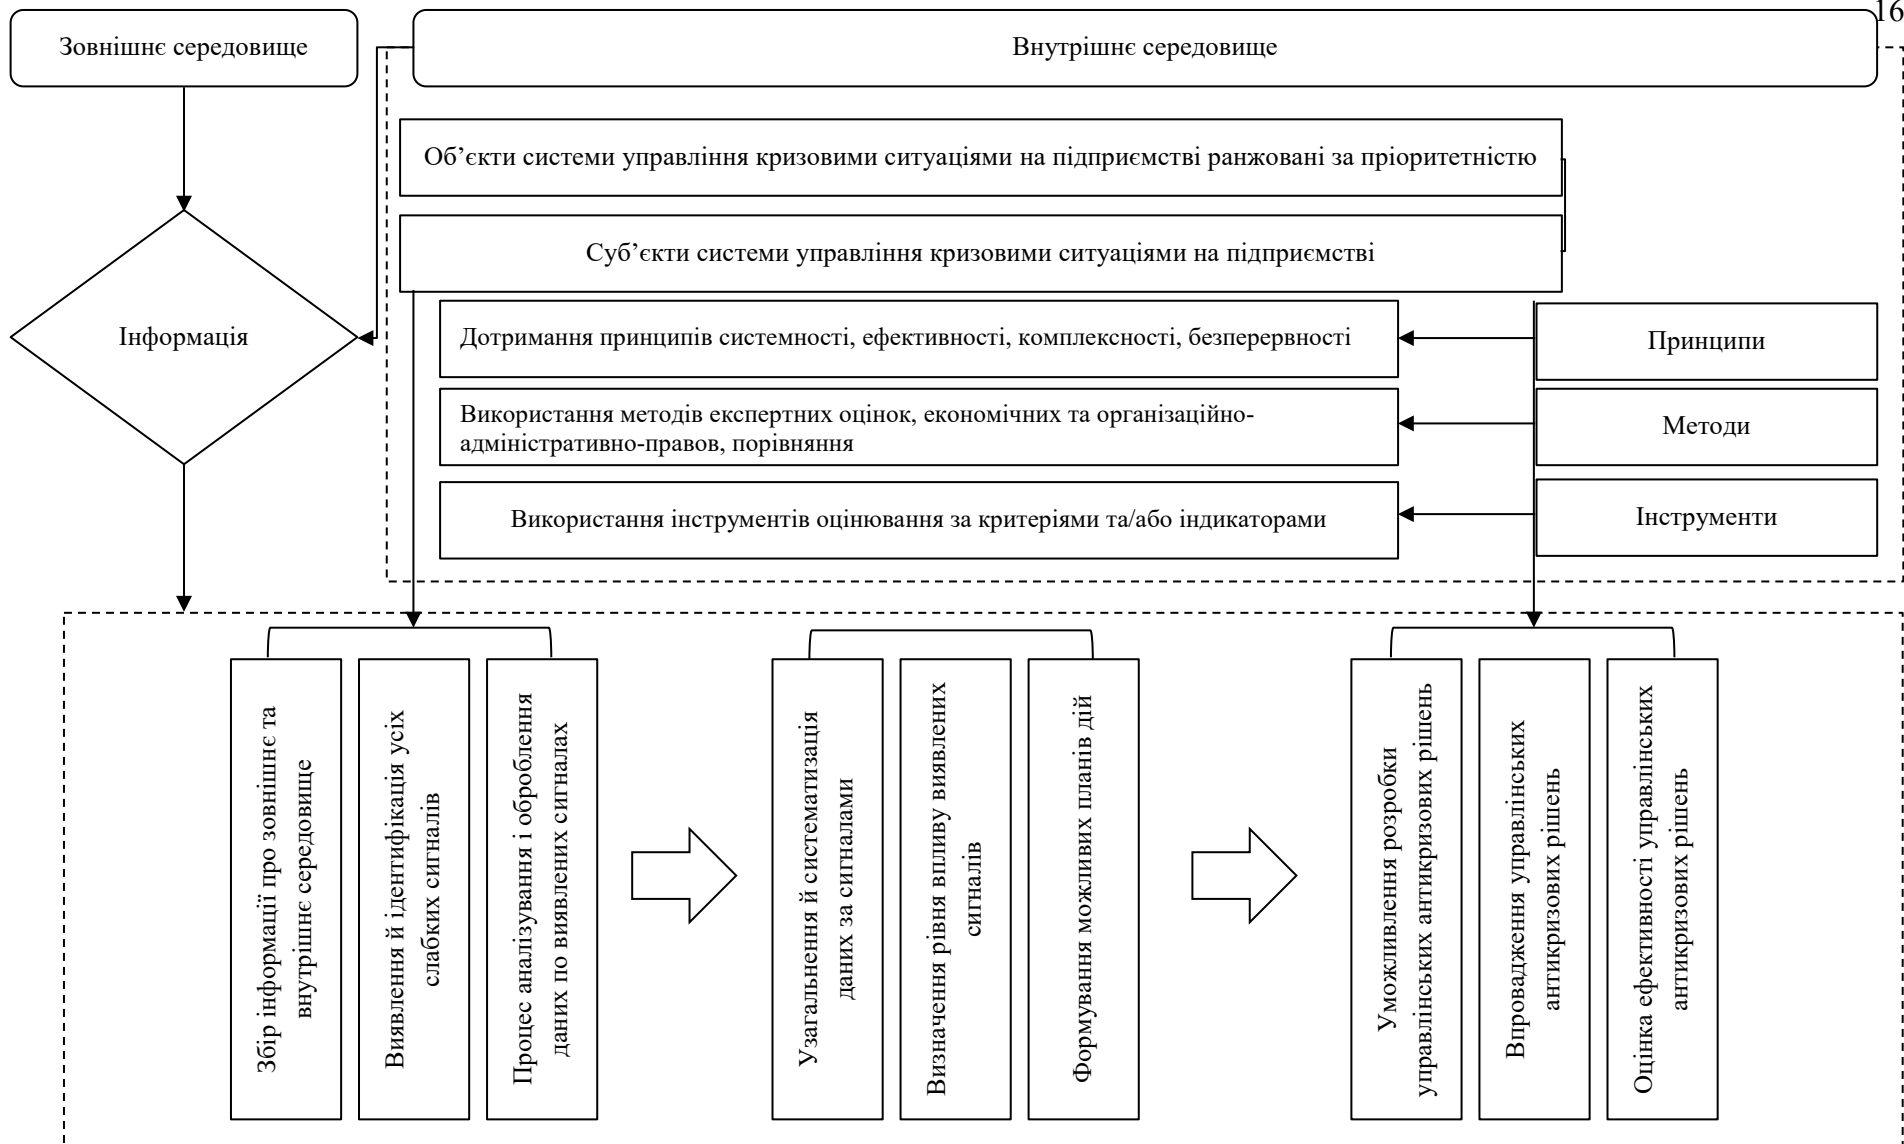 16
Зовнішнє середовище
Внутрішнє середовище
Об’єкти системи управління кризовими ситуаціями на підприємстві ранжовані за пріоритетністю
Суб’єкти системи управління кризовими ситуаціями на підприємстві
Інформація
Дотримання принципів системності, ефективності, комплексності, безперервності
Принципи
Використання методів експертних оцінок, економічних та організаційно-
адміністративно-правов, порівняння
Методи
Використання інструментів оцінювання за критеріями та/або індикаторами
Інструменти
Збір інформації про зовнішнє та
внутрішнє середовище
Виявлення й ідентифікація усіх
слабких сигналів
Процес аналізування і оброблення
даних по виявлених сигналах
Узагальнення й систематизація
даних за сигналами
Визначення рівня впливу виявлених
сигналів
Формування можливих планів дій
Уможливлення розробки
управлінських антикризових рішень
Впровадження управлінських
антикризових рішень
Оцінка ефективності управлінських
антикризових рішень